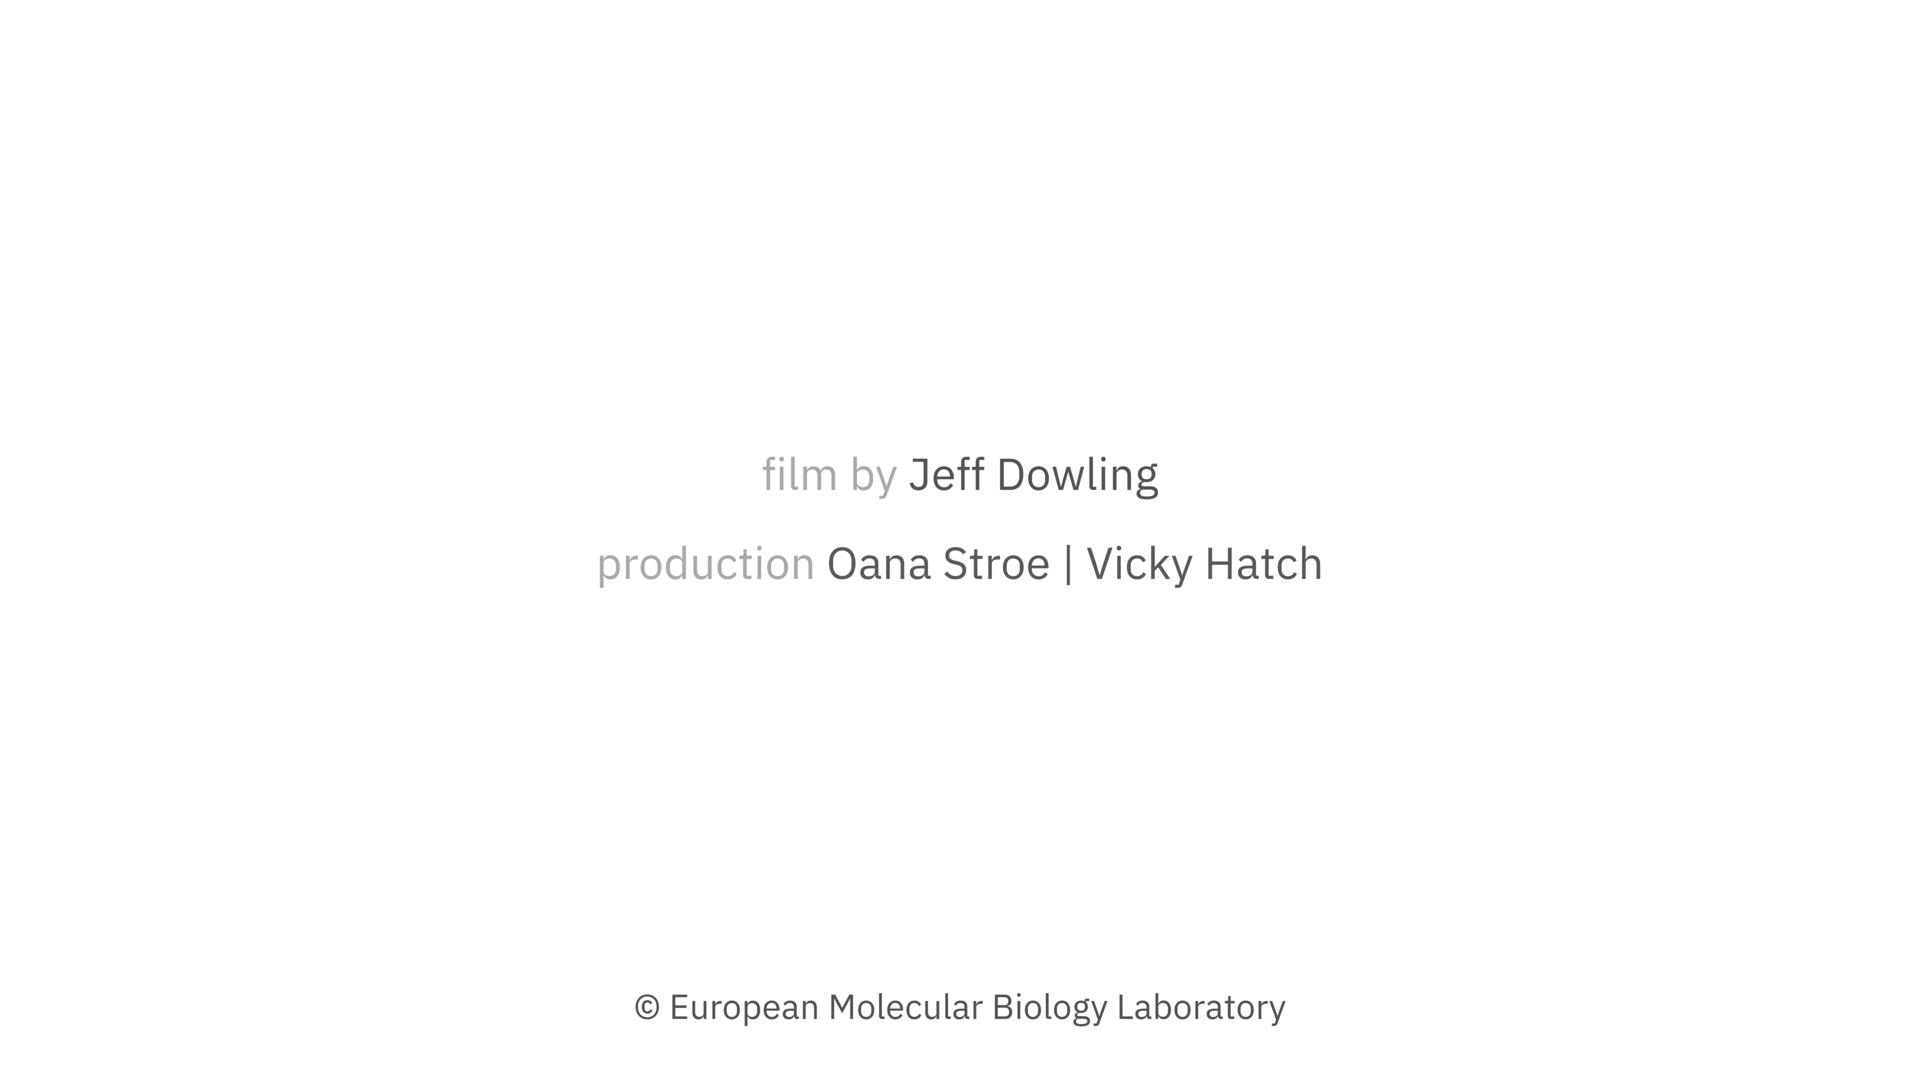 film by Jeff Dowling
production Oana Stroe | Vicky Hatch
© European Molecular Biology Laboratory